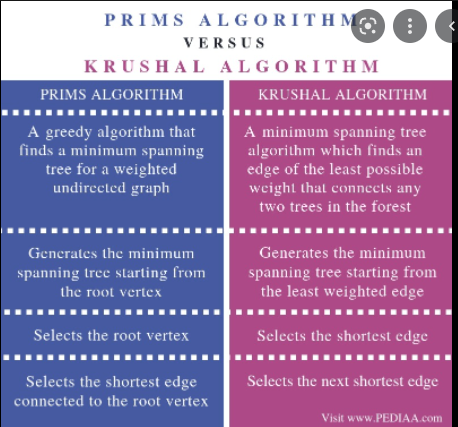 PRIMS ALGORITHM
VERSUS
KRUSHAL ALGORITHM
PRIMS ALGORITHM
A greedy algorithm that
finds a minimum spanning
tree for a weighted
undirected graph
Generates the minimum
spanning tree starting from
the root vertex
Selects the root vertex
Selects the shortest edge
connected to the root vertex
KRUSHAL ALGORITHM
A minimum spanning tree
algorithm which finds an
edge of the least possible
weight that connects any
two trees in the forest
Generates the minimum
spanning tree starting from
the least weighted edge
Selects the shortest edge
Selects the next shortest edge
Visit www.PEDIAA.com